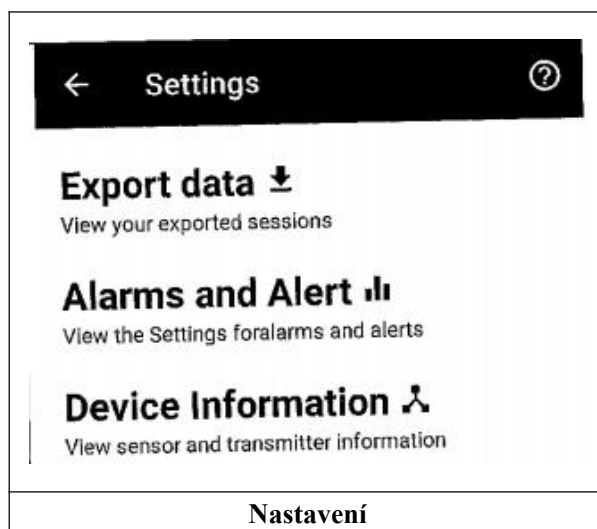 Settings
Export data
View your exported sessions
Alarms and Alert
View the Settings foralarms and alerts
Device Information
View sensor and transmitter information
Nastavení